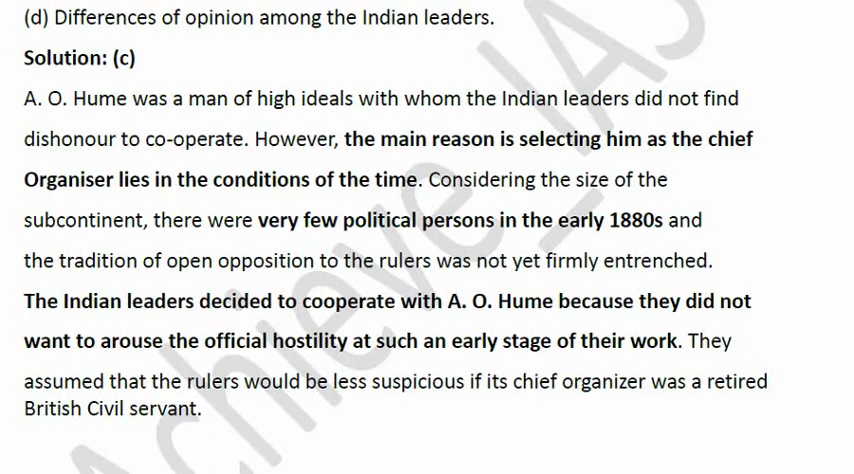 (d) Differences of opinion among the Indian leaders.
Solution: (c)
A. O. Hume was a man of high ideals with whom the Indian leaders did not find
dishonour to co-operate. However, the main reason is selecting him as the chief
Organiser lies in the conditions of the time. Considering the size of the
subcontinent, there were very few political persons in the early 1880s and
the tradition of open opposition to the rulers was not yet firmly entrenched.
The Indian leaders decided to cooperate with A. O. Hume because they did not
want to arouse the official hostility at such an early stage of their work. They
assumed that the rulers would be less suspicious if its chief organizer was a retired
British Civil servant.
Achieve_IAS